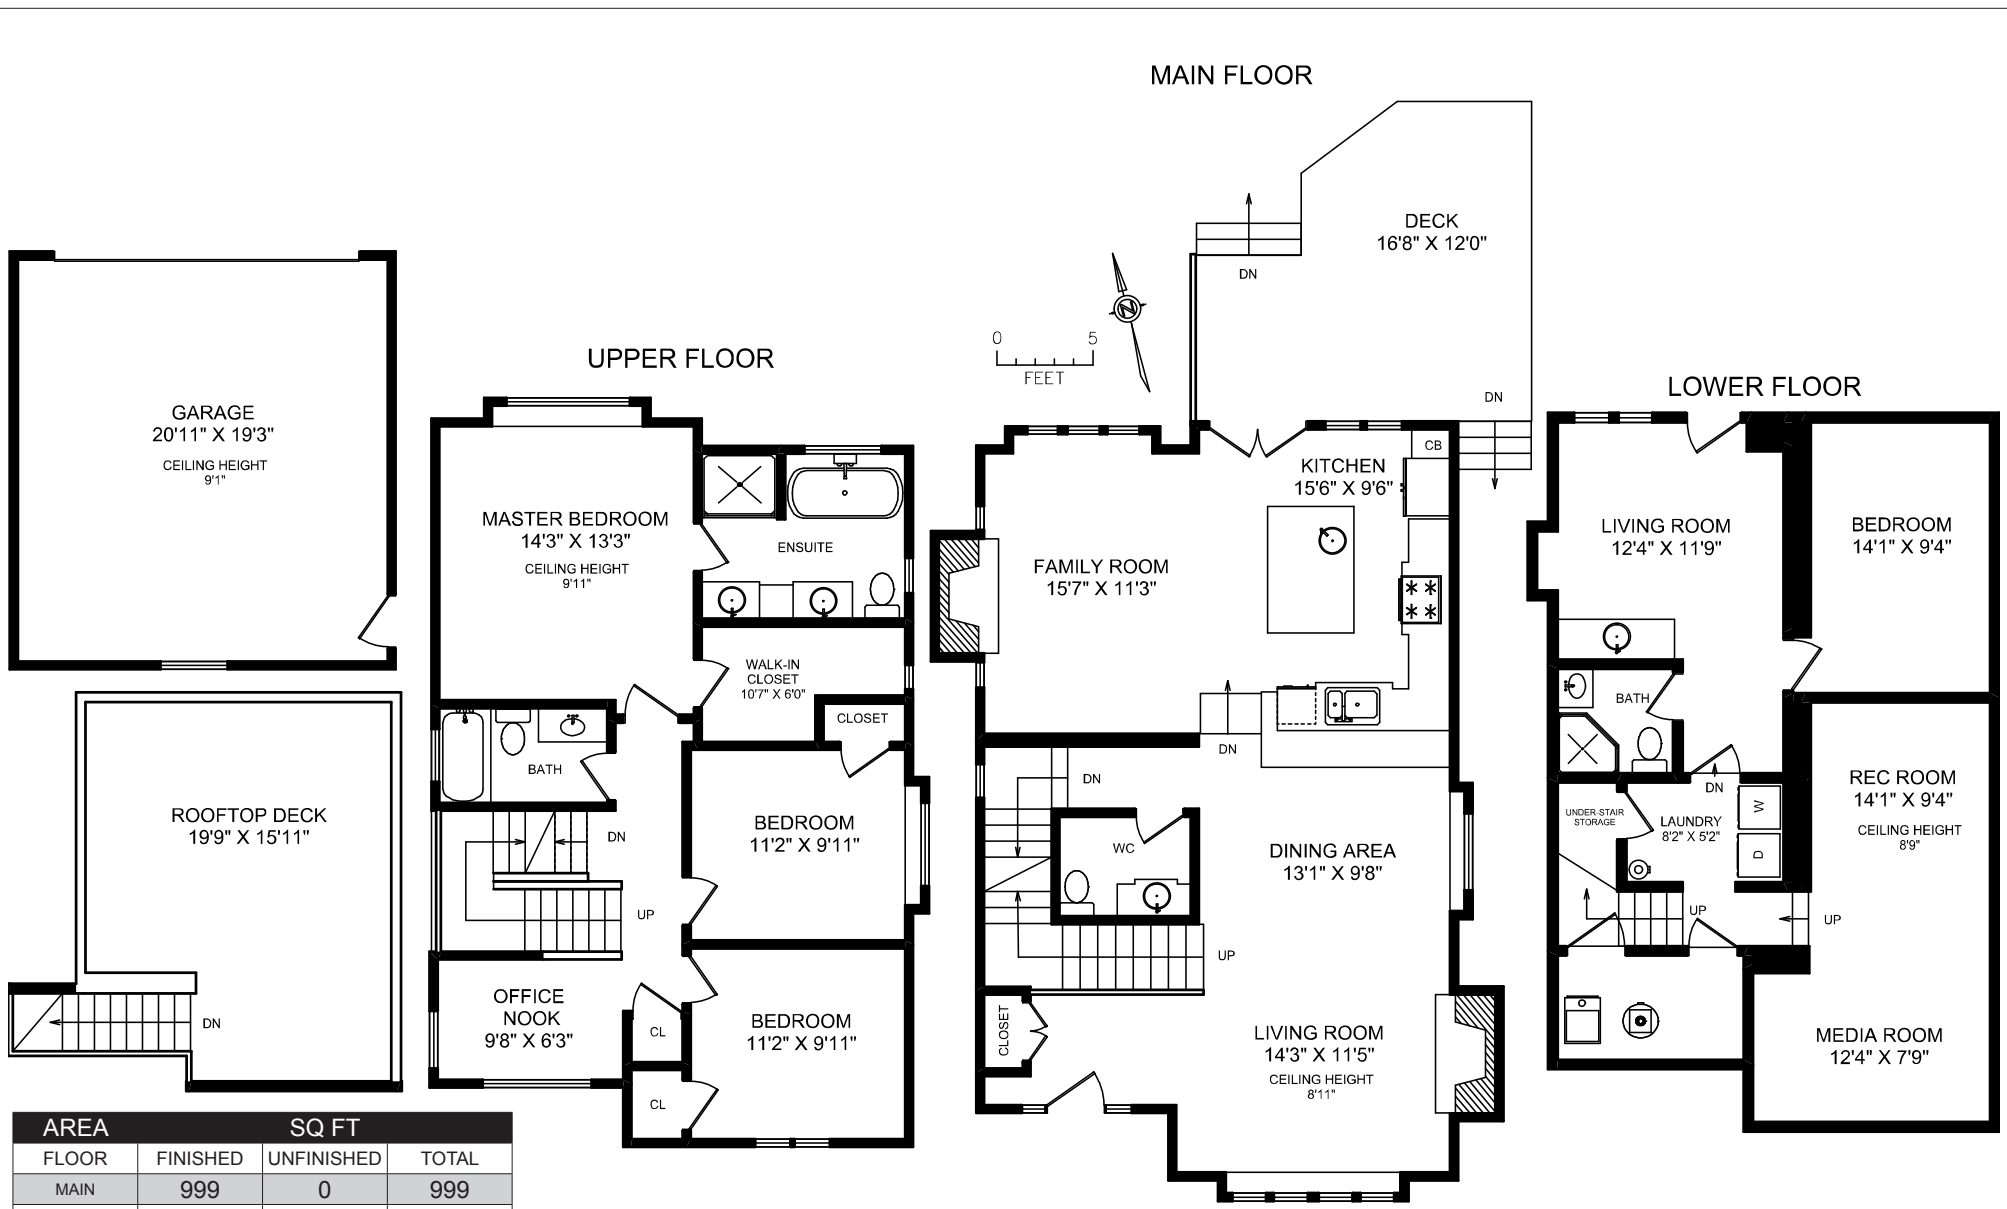 MAIN FLOOR
DECK
16'8" X 12'0"
DN
DN
N
0 5
FEET
GARAGE
20'11" X 19'3"
CEILING HEIGHT
9'1"
ROOFTOP DECK
19'9" X 15'11"
DN
UPPER FLOOR
MASTER BEDROOM
14'3" X 13'3"
CEILING HEIGHT
9'11"
ENSUITE
WALK-IN
CLOSET
10'7" X 6'0"
CLOSET
BATH
DN
UP
BEDROOM
11'2" X 9'11"
OFFICE
NOOK
9'8" X 6'3"
CL
CL
BEDROOM
11'2" X 9'11"
KITCHEN
15'6" X 9'6"
CB
FAMILY ROOM
15'7" X 11'3"
DN
DN
WC
UP
DINING AREA
13'1" X 9'8"
CLOSET
LIVING ROOM
14'3" X 11'5"
CEILING HEIGHT
8'11"
LOWER FLOOR
LIVING ROOM
12'4" X 11'9"
BEDROOM
14'1" X 9'4"
BATH
DN
UNDER-STAIR
STORAGE
LAUNDRY
8'2" X 5'2"
W
D
UP
UP
REC ROOM
14'1" X 9'4"
CEILING HEIGHT
8'9"
MEDIA ROOM
12'4" X 7'9"
AREA SQ FT
FLOOR FINISHED UNFINISHED TOTAL
MAIN 999 0 999